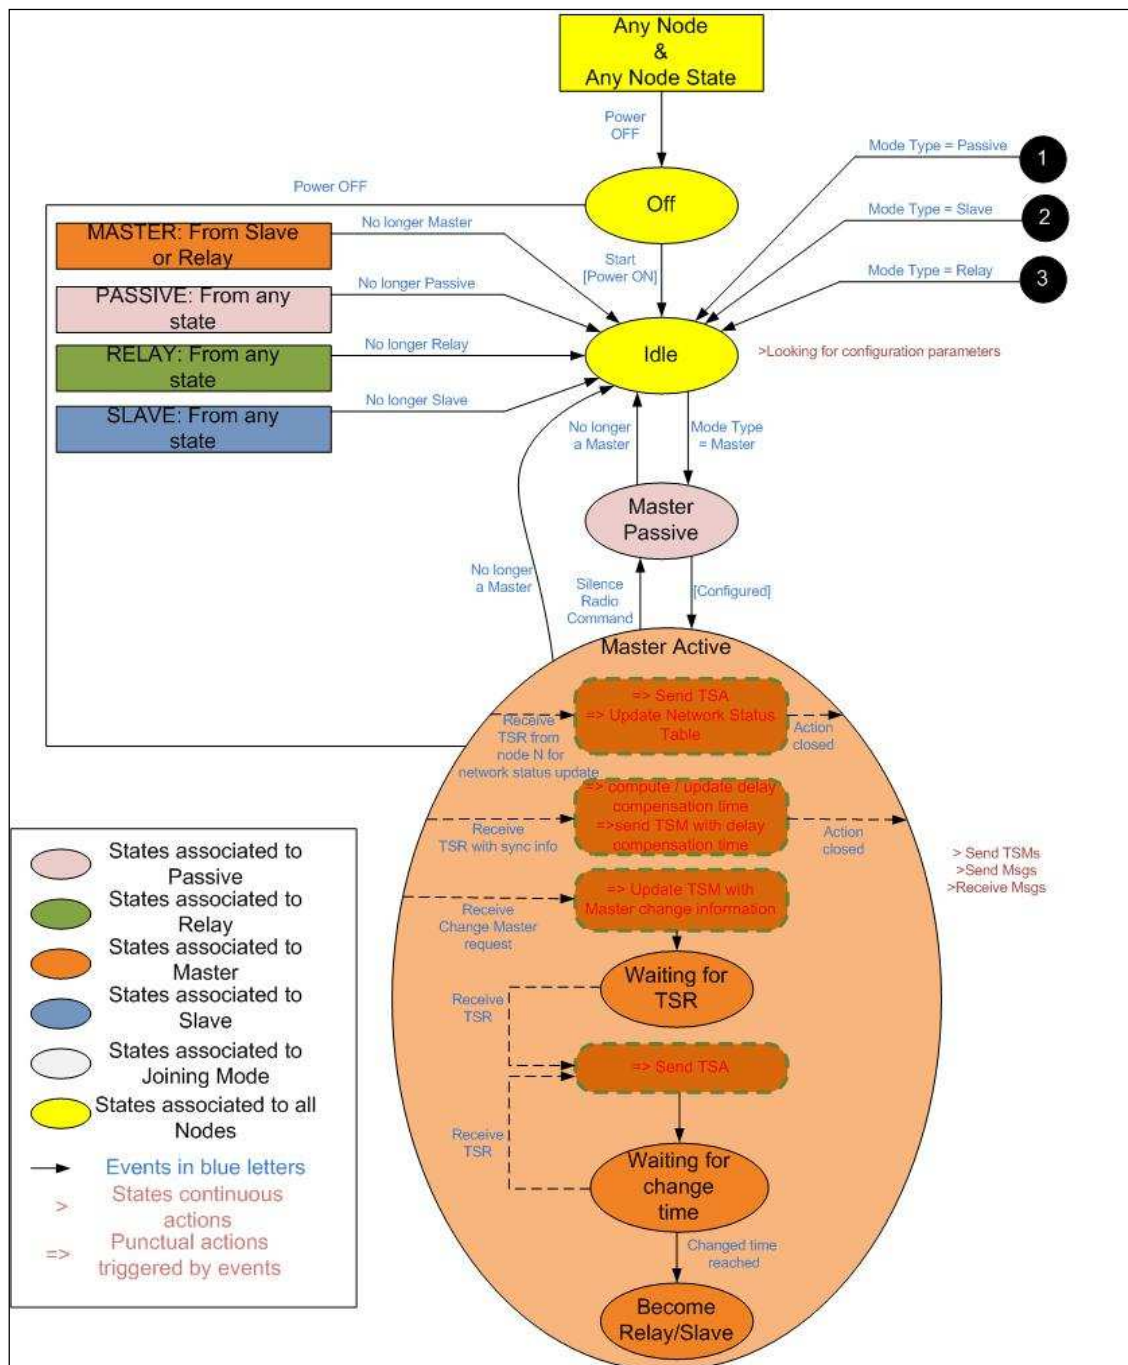 Any Node
&
Any Node State
Power
OFF
Mode Type = Passive
1
Power OFF
Off
Mode Type = Slave
2
MASTER: From Slave
or Relay
No longer Master
Start
[Power ON]
Mode Type = Relay
3
PASSIVE: From any
state
No longer Passive
RELAY: From any
state
No longer Relay
Idle
>Looking for configuration parameters
SLAVE: From any
state
No longer Slave
No longer
a Master
Mode Type
= Master
Master
Passive
No longer
a Master
Silence
Radio
Command
[Configured]
Master Active
=> Send TSA
=> Update Network Status
Table
Receive
TSR from
node N for
network status update
Action
closed
=> compute / update delay
compensation time
=>send TSM with delay
compensation time
Receive
TSR with sync info
Action
closed
> Send TSMs
>Send Msgs
>Receive Msgs
=> Update TSM with
Master change information
Receive
Change Master
request
Waiting for
TSR
Receive
TSR
=> Send TSA
Receive
TSR
Waiting for
change
time
Changed time
reached
Become
Relay/Slave
States associated to
Passive
States associated to
Relay
States associated to
Master
States associated to
Slave
States associated to
Joining Mode
States associated to all
Nodes
Events in blue letters
> States continuous
actions
=> Punctual actions
triggered by events